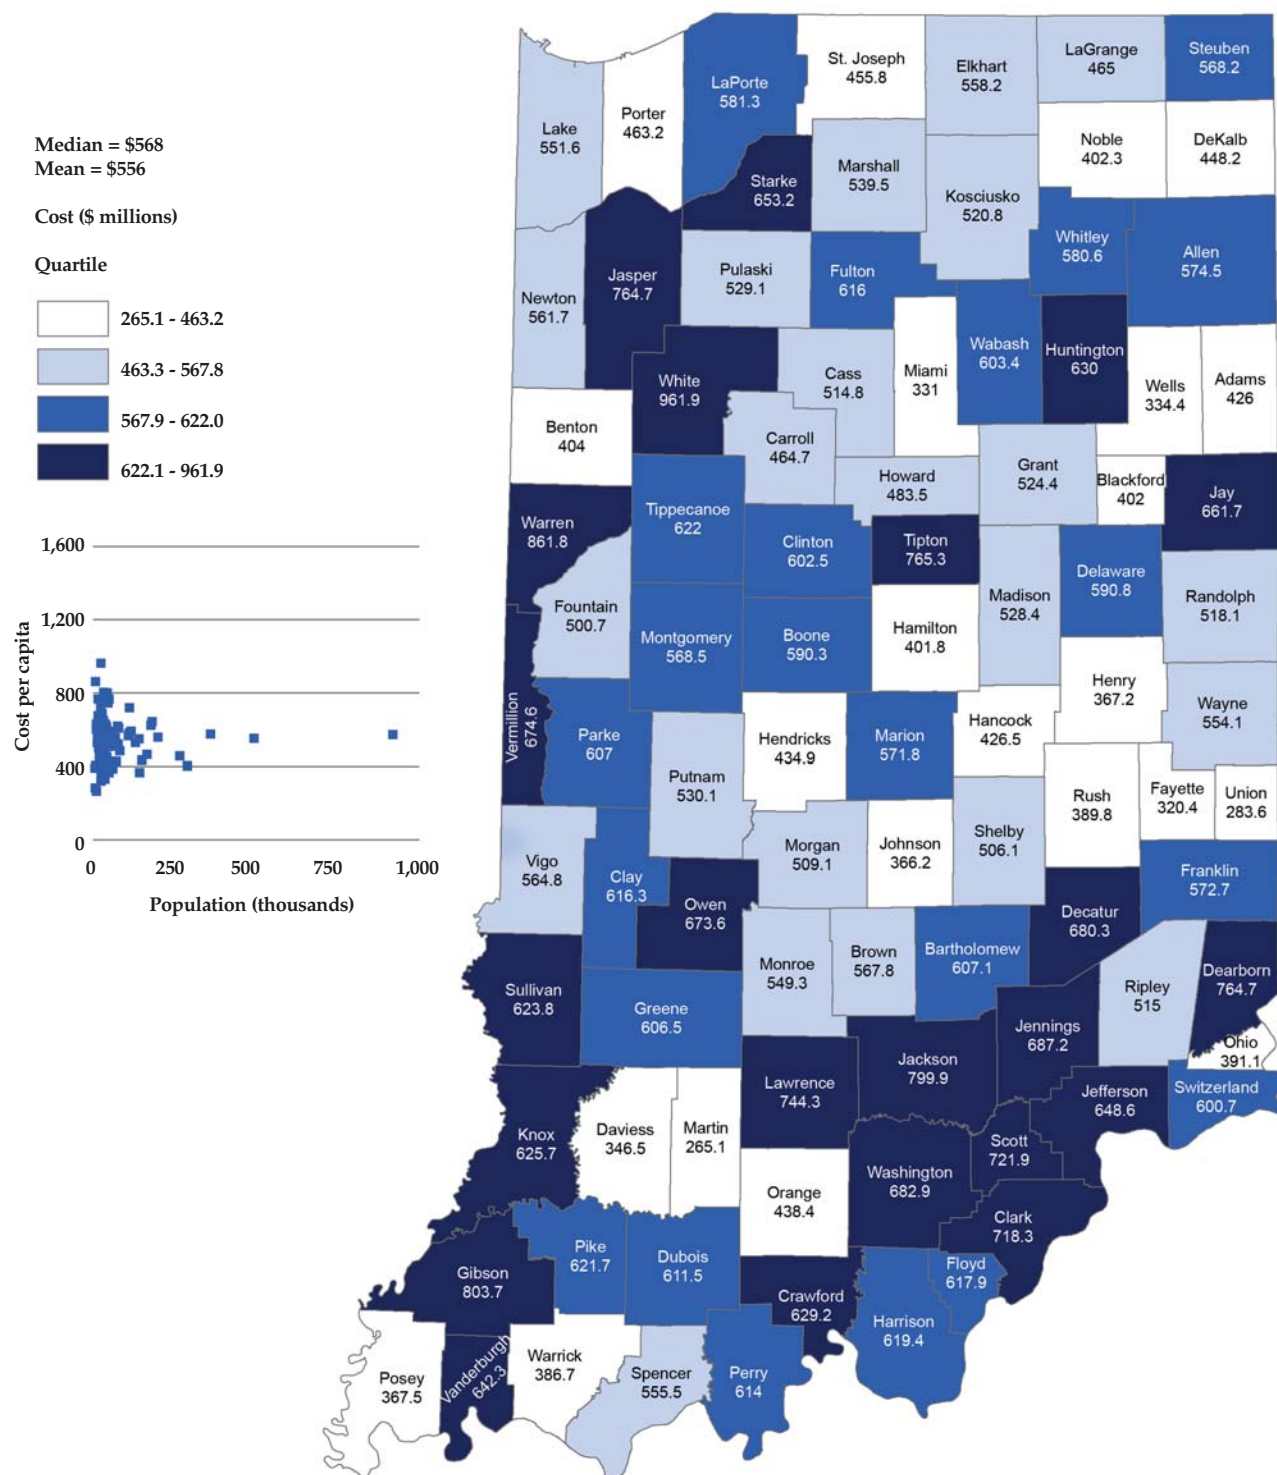 Median = $568
Mean = $556
Cost ($ millions)
Quartile
265.1 - 463.2
463.3 - 567.8
567.9 - 622.0
622.1 - 961.9
Cost per capita
1,600
1,200
800
400
0
0 250 500 750 1,000
Population (thousands)
Lake
551.6
Porter
463.2
LaPorte
581.3
St. Joseph
455.8
Elkhart
558.2
LaGrange
465
Steuben
568.2
Noble
402.3
DeKalb
448.2
Starke
653.2
Marshall
539.5
Kosciusko
520.8
Whitley
580.6
Allen
574.5
Newton
561.7
Jasper
764.7
Pulaski
529.1
Fulton
616
White
961.9
Cass
514.8
Miami
331
Wabash
603.4
Huntington
630
Wells
334.4
Adams
426
Benton
404
Carroll
464.7
Howard
483.5
Grant
524.4
Blackford
402
Jay
661.7
Warren
861.8
Tippecanoe
622
Clinton
602.5
Tipton
765.3
Fountain
500.7
Montgomery
568.5
Boone
590.3
Hamilton
401.8
Madison
528.4
Delaware
590.8
Randolph
518.1
Vermillion
674.6
Parke
607
Putnam
530.1
Hendricks
434.9
Marion
571.8
Hancock
426.5
Henry
367.2
Wayne
554.1
Rush
389.8
Fayette
320.4
Union
283.6
Vigo
564.8
Clay
616.3
Owen
673.6
Morgan
509.1
Johnson
366.2
Shelby
506.1
Franklin
572.7
Decatur
680.3
Sullivan
623.8
Greene
606.5
Monroe
549.3
Brown
567.8
Bartholomew
607.1
Jennings
687.2
Ripley
515
Dearborn
764.7
Ohio
391.1
Switzerland
600.7
Knox
625.7
Daviess
346.5
Martin
265.1
Lawrence
744.3
Jackson
799.9
Jefferson
648.6
Scott
721.9
Orange
438.4
Washington
682.9
Clark
718.3
Gibson
803.7
Pike
621.7
Dubois
611.5
Crawford
629.2
Floyd
617.9
Harrison
619.4
Posey
367.5
Vanderburgh
642.3
Warrick
386.7
Spencer
555.5
Perry
614